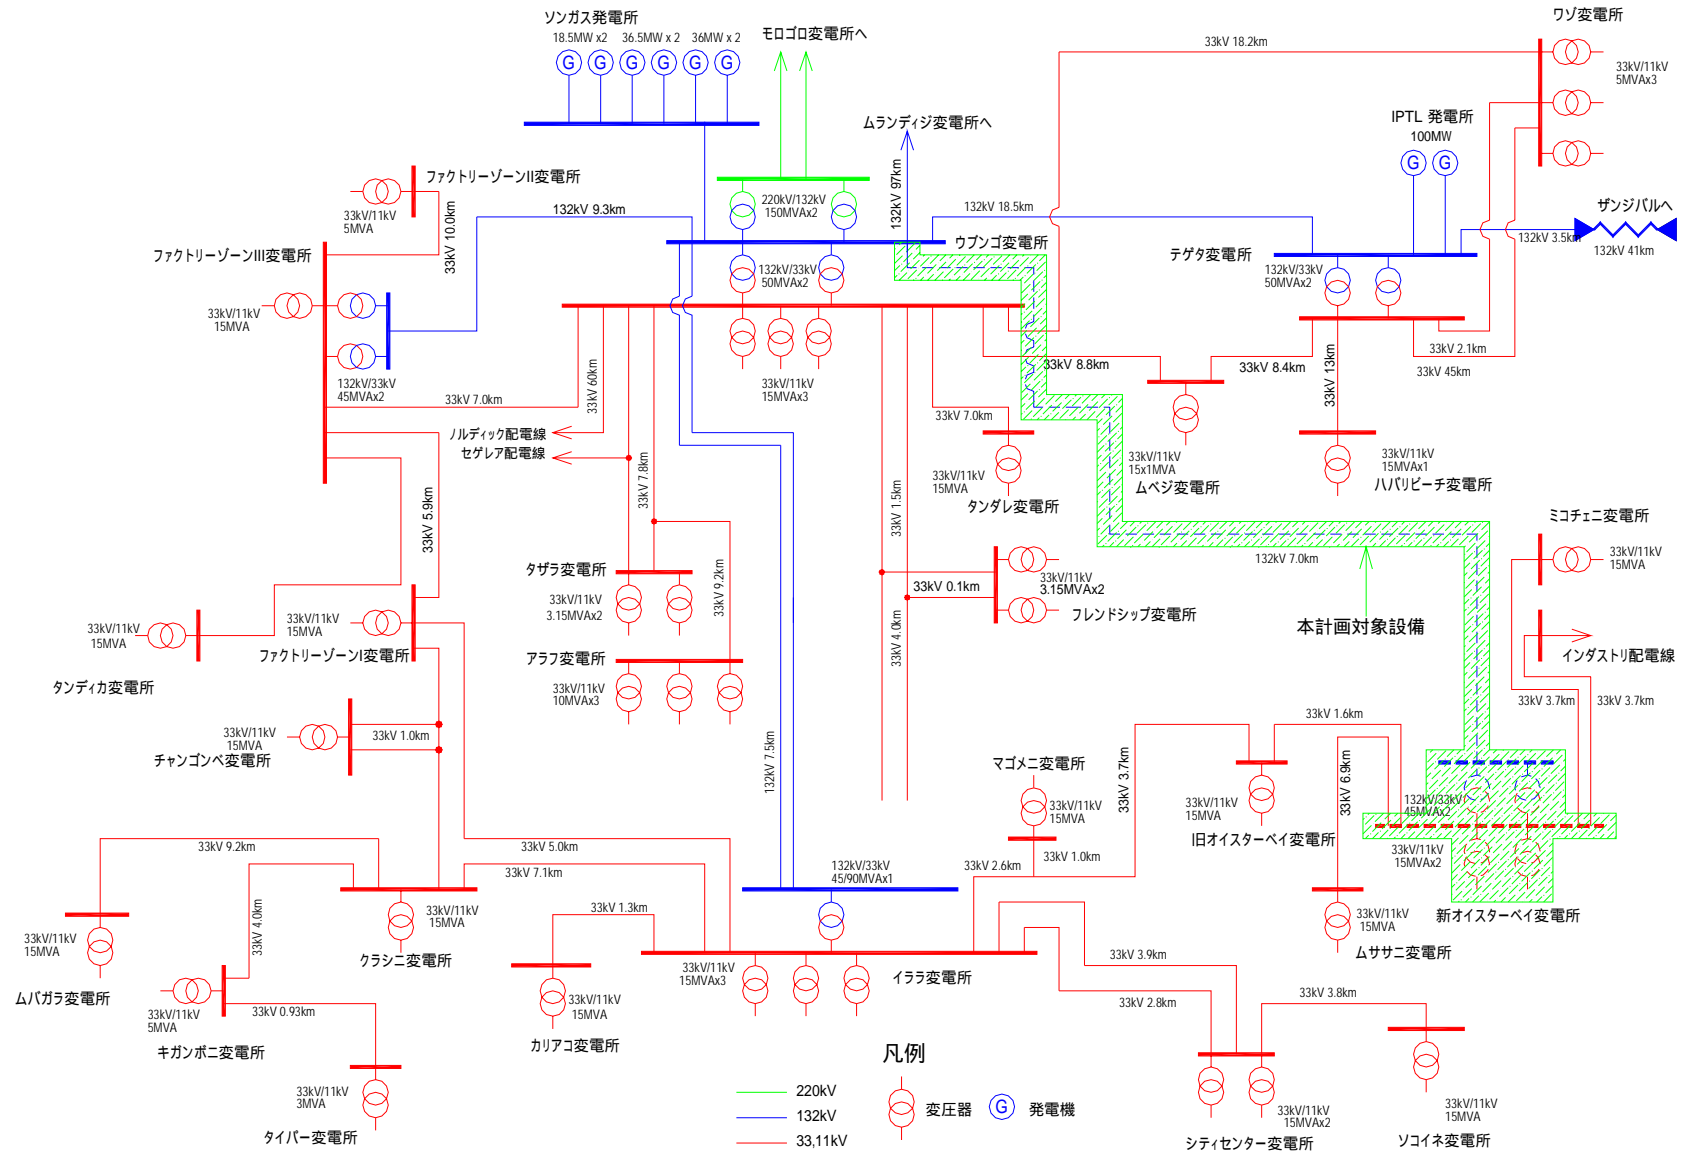 ソンガス発電所
18.5MW x2
36.5MW x 2
36MW x 2
G
G
G
G
G
G
モロゴロ変電所へ
ムランディジ変電所へ
132kV 97km
33kV 18.2km
ワゾ変電所
33kV/11kV
5MVAx3
IPTL 発電所
100MW
G
G
ザンジバルへ
132kV 3.5km
132kV 41km
ファクトリーゾーンII変電所
33kV/11kV
5MVA
33kV 10.0km
132kV 9.3km
220kV/132kV
150MVAx2
132kV 18.5km
ウブンゴ変電所
テゲタ変電所
132kV/33kV
50MVAx2
ファクトリーゾーンIII変電所
33kV/11kV
15MVA
132kV/33kV
45MVAx2
132kV/33kV
50MVAx2
33kV/11kV
15MVAx3
33kV 7.0km
33kV 60km
ノルディック配電線
セゲレア配電線
33kV 7.8km
33kV 8.8km
33kV 8.4km
33kV 13km
33kV 2.1km
33kV 45km
33kV 7.0km
33kV/11kV
15MVA
タンダレ変電所
33kV/11kV
15x1MVA
ムベジ変電所
33kV/11kV
15MVAx1
ハバリビーチ変電所
33kV 5.9km
33kV 1.5km
ミコチェニ変電所
33kV/11kV
15MVA
132kV 7.0km
タザラ変電所
33kV/11kV
3.15MVAx2
33kV 9.2km
33kV 0.1km
33kV/11kV
3.15MVAx2
フレンドシップ変電所
33kV 4.0km
本計画対象設備
インダストリ配電線
33kV/11kV
15MVA
タンディカ変電所
33kV/11kV
15MVA
ファクトリーゾーンI変電所
アラフ変電所
33kV/11kV
10MVAx3
33kV 3.7km
33kV 3.7km
33kV/11kV
15MVA
チャンゴンベ変電所
33kV 1.0km
132kV 7.5km
マゴメニ変電所
33kV/11kV
15MVA
33kV 3.7km
33kV 1.6km
33kV/11kV
15MVA
旧オイスターベイ変電所
33kV 6.9km
132kV/33kV
45MVAx2
33kV/11kV
15MVAx2
新オイスターベイ変電所
33kV 9.2km
33kV 5.0km
33kV 7.1km
33kV 2.6km
33kV 1.0km
132kV/33kV
45/90MVAx1
33kV 4.0km
33kV/11kV
15MVA
クラシニ変電所
33kV 1.3km
33kV/11kV
15MVA
ムササニ変電所
33kV/11kV
15MVA
ムバガラ変電所
33kV/11kV
5MVA
33kV 0.93km
キガンボニ変電所
33kV/11kV
15MVA
カリアコ変電所
33kV/11kV
15MVAx3
イララ変電所
33kV 3.9km
33kV 2.8km
33kV 3.8km
33kV/11kV
3MVA
タイバー変電所
凡例
220kV
132kV
33,11kV
変圧器
G
発電機
33kV/11kV
15MVAx2
シティセンター変電所
33kV/11kV
15MVA
ソコイネ変電所